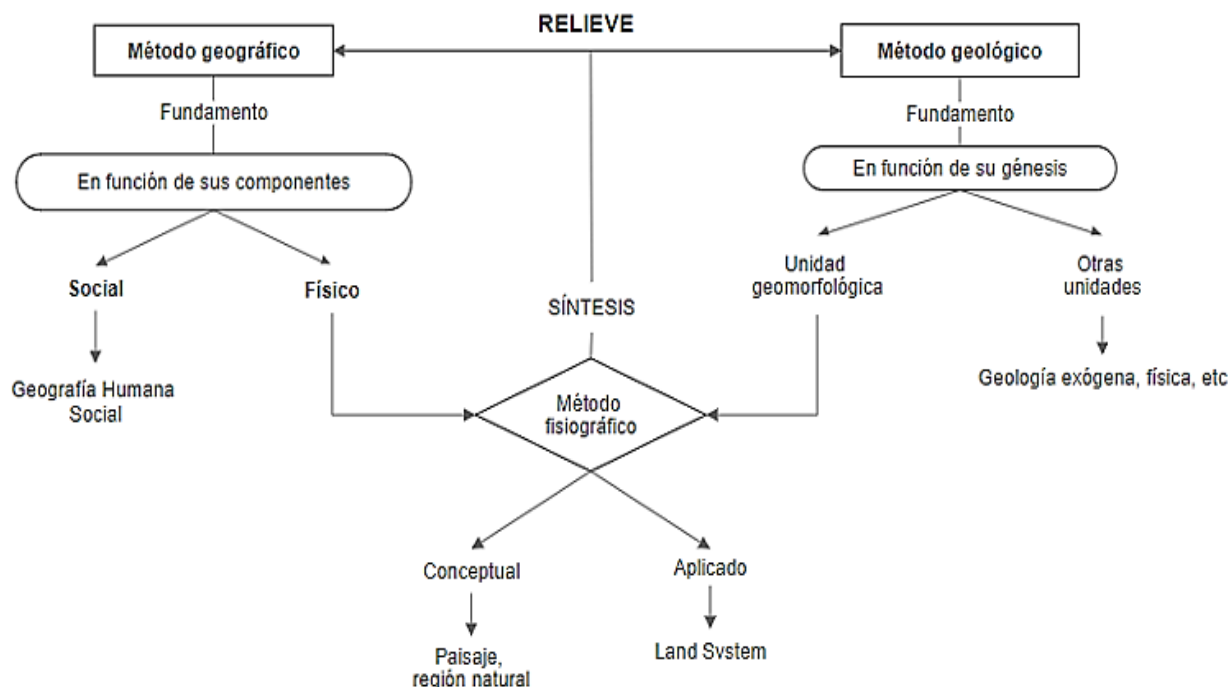 RELIEVE
Método geográfico
Método geológico
Fundamento
Fundamento
En función de sus componentes
En función de su génesis
Social
Físico
SÍNTESIS
Unidad
geomorfológica
Otras
unidades
Geografía Humana
Social
Método
fisiográfico
Geología exógena, física, etc
Conceptual
Aplicado
Paisaje,
región natural
Land Svstem